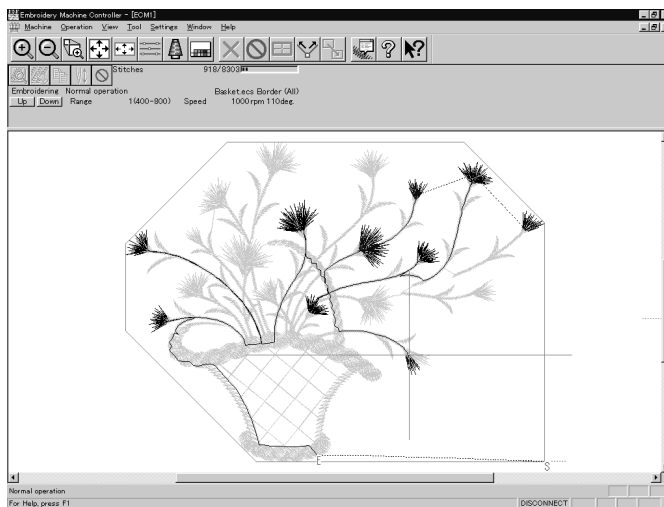 Embroidery Machine Controller - [ECM1]
Machine Operation View Tool Settings Window Help
Stitches 918/8303
Embroidering Normal operation Basket.ecs Border (All)
Up Down Range 1(400~800) Speed 1000rpm 110deg.
E
S
Normal operation
For Help, press F1 DISCONNECT